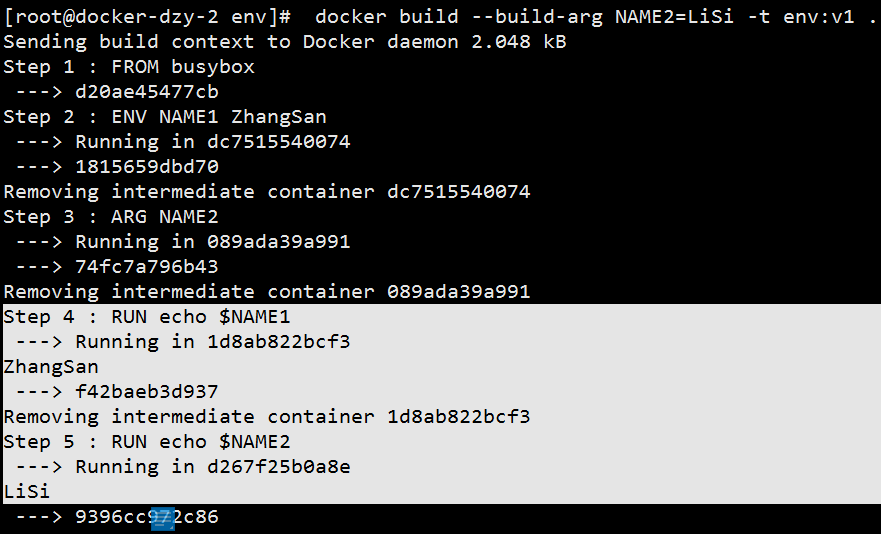 [root@docker-dzy-2 env]#  docker build --build-arg NAME2=LiSi -t env:v1 .
Sending build context to Docker daemon 2.048 kB
Step 1 : FROM busybox
 ---> d20ae45477cb
Step 2 : ENV NAME1 ZhangSan
 ---> Running in dc7515540074
 ---> 1815659dbd70
Removing intermediate container dc7515540074
Step 3 : ARG NAME2
 ---> Running in 089ada39a991
 ---> 74fc7a796b43
Removing intermediate container 089ada39a991
Step 4 : RUN echo $NAME1
 ---> Running in 1d8ab822bcf3
ZhangSan
 ---> f42baeb3d937
Removing intermediate container 1d8ab822bcf3
Step 5 : RUN echo $NAME2
 ---> Running in d267f25b0a8e
LiSi
 --->